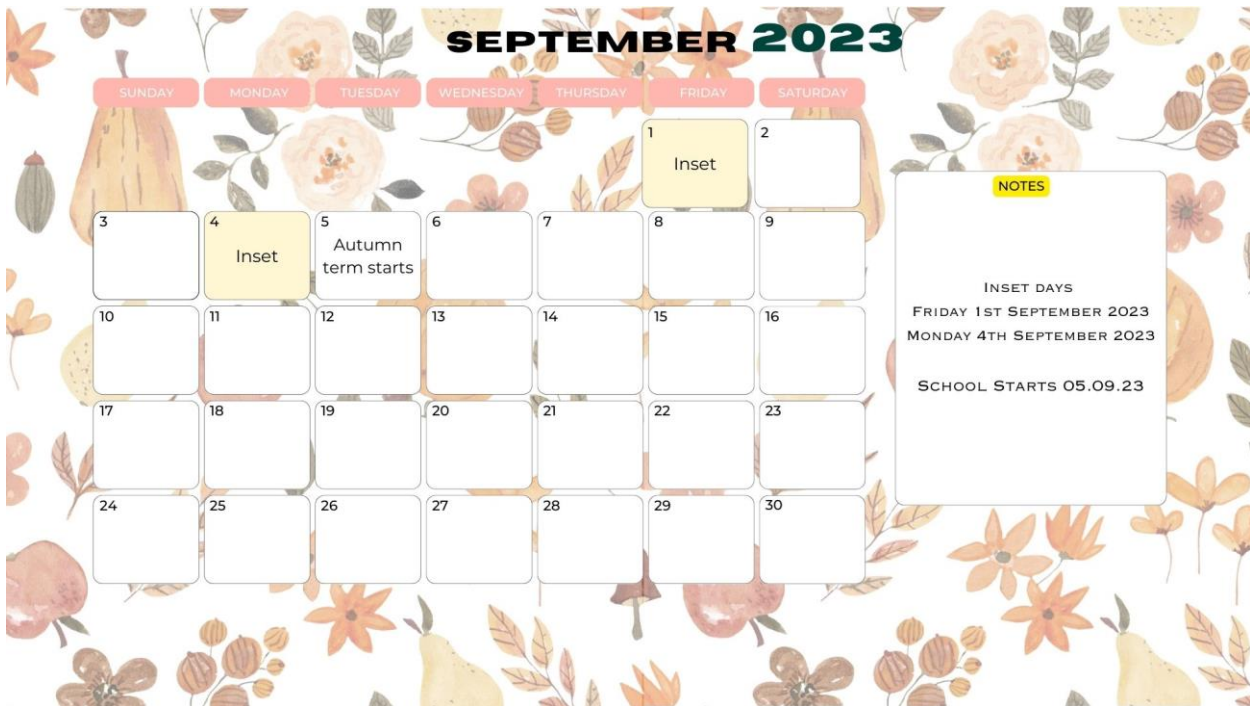 SEPTEMBER 2023
SUNDAY MONDAY TUESDAY WEDNESDAY THURSDAY FRIDAY SATURDAY
1 2
Inset
3 4 5 6 7 8 9
Inset
Autumn
term starts
10 11 12 13 14 15 16
17 18 19 20 21 22 23
24 25 26 27 28 29 30
NOTES
INSET DAYS
FRIDAY 1ST SEPTEMBER 2023
MONDAY 4TH SEPTEMBER 2023
SCHOOL STARTS 05.09.23